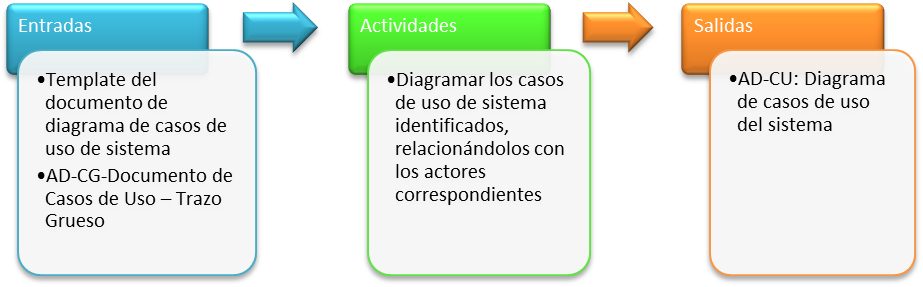 Entradas
•Template del
documento de
diagrama de casos de
uso de sistema
•AD-CG-Documento de
Casos de Uso – Trazo
Grueso
Actividades
•Diagramar los casos
de uso de sistema
identificados,
relacionándolos con
los actores
correspondientes
Salidas
•AD-CU: Diagrama
de casos de uso
del sistema